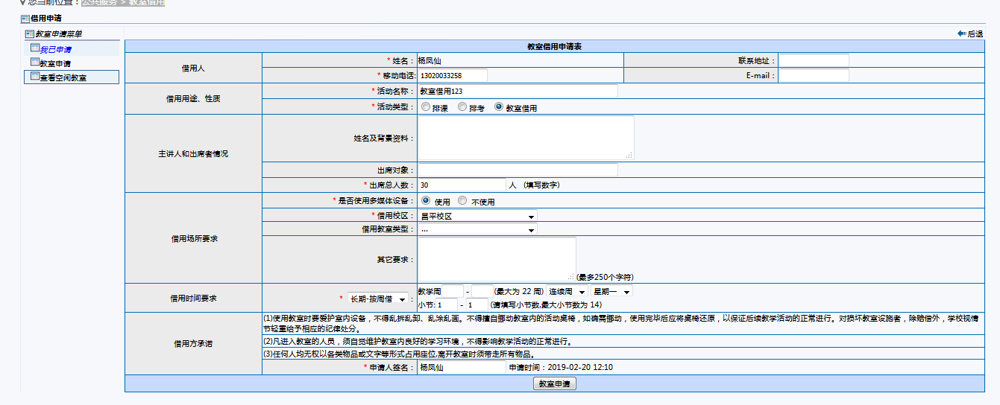 您当前位置：公共服务 > 教室借用
借用申请
教室申请菜单
后退
我已申请
教室申请
查看空闲教室
教室借用申请表
借用人
* 姓名： 杨凤仙
联系地址：
* 移动电话: 13020033258
E-mail：
借用用途、性质
* 活动名称： 教室借用123
* 活动类型： 排课 排考 教室借用
主讲人和出席者情况
姓名及背景资料：
出席对象：
* 出席总人数： 30 人 （填写数字）
借用场所要求
* 是否使用多媒体设备： 使用 不使用
* 借用校区： 昌平校区
借用教室类型： ...
其它要求：
(最多250个字符)
借用时间要求
* 长期-按周借 ：
教学周 - (最大为 22 周) 连续周 星期一
小节: 1 - 1 (请填写小节数,最大小节数为 14)
借用方承诺
(1)使用教室时要爱护室内设备，不得乱拆乱卸、乱涂乱画。不得擅自挪动教室内的活动桌椅，如确需挪动，使用完毕后应将桌椅还原，以保证后续教学活动的正常进行。对损坏教室设施者，除赔偿外，学校视情
节轻重给予相应的纪律处分。
(2)凡进入教室的人员，须自觉维护教室内良好的学习环境，不得影响教学活动的正常进行。
(3)任何人均无权以各类物品或文字等形式占用座位,离开教室时须带走所有物品。
* 申请人签名： 杨凤仙 申请时间：2019-02-20 12:10
教室申请